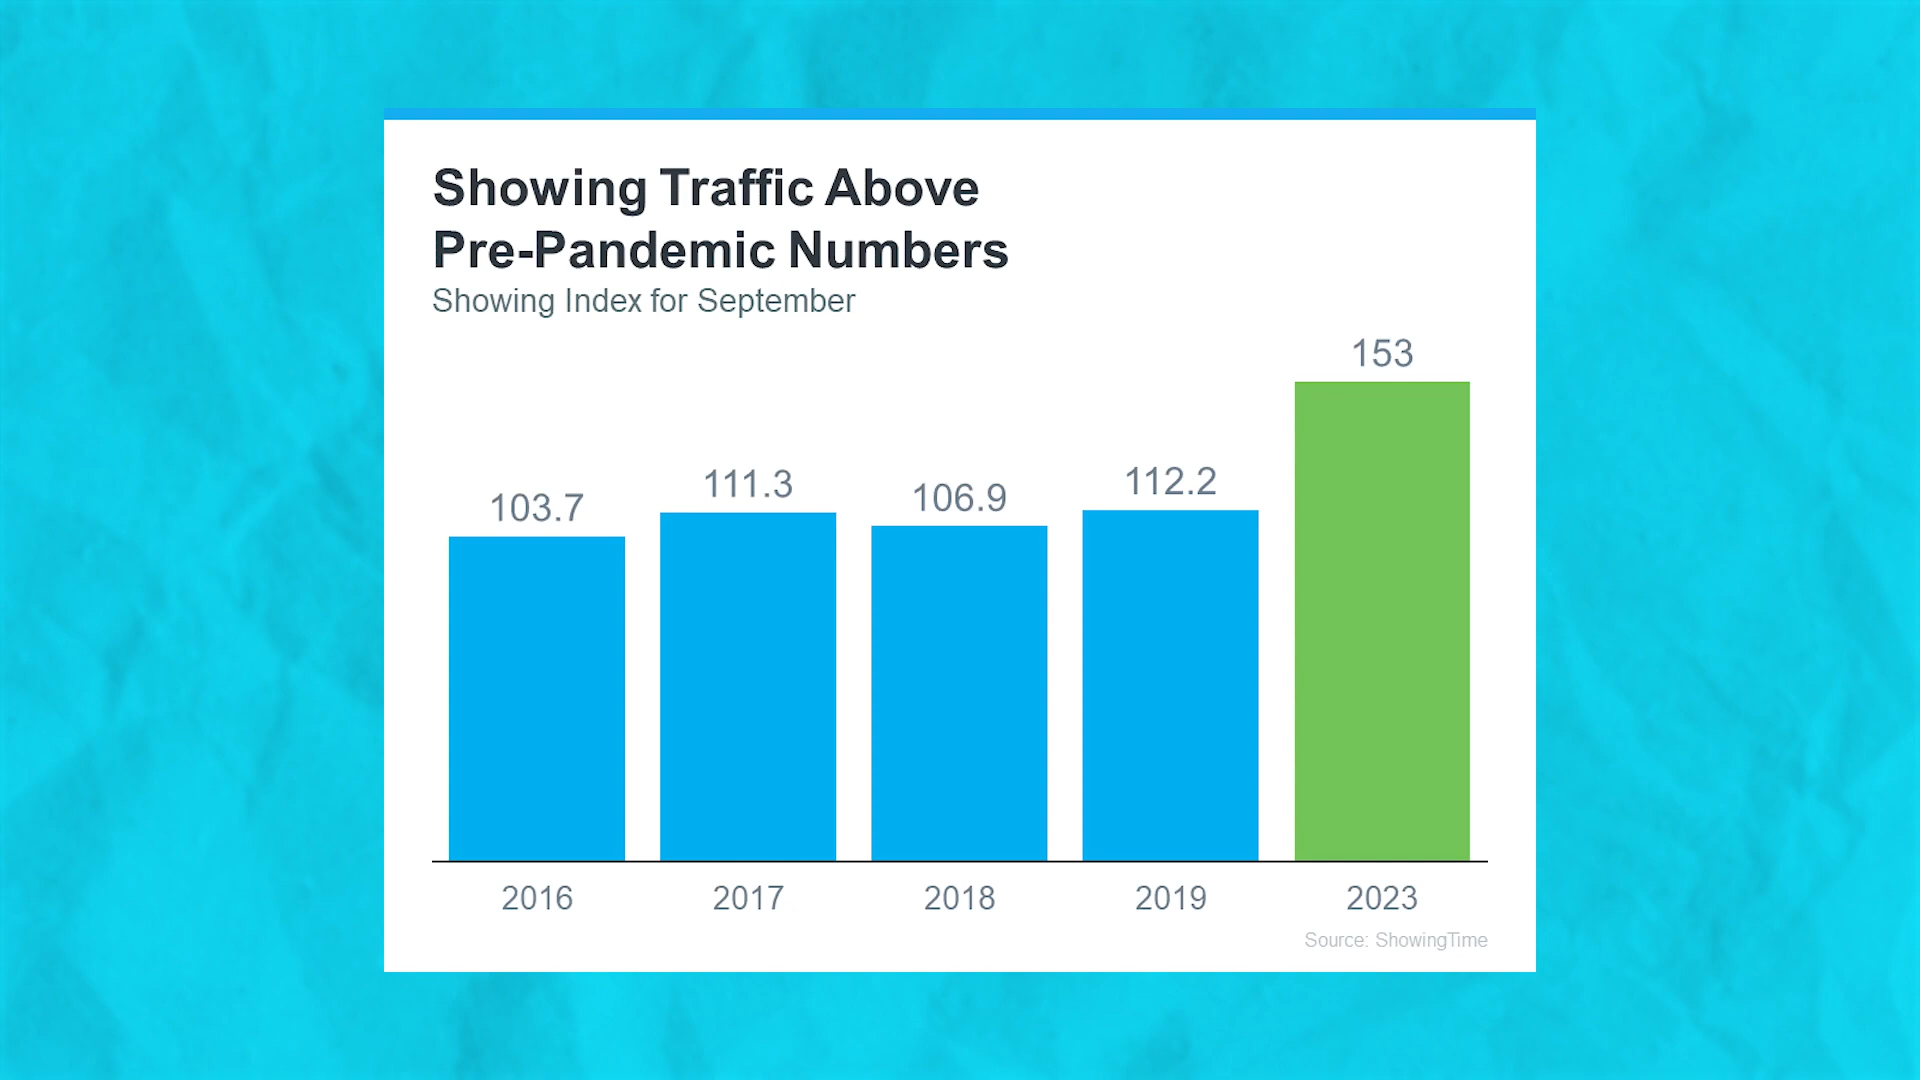 Showing Traffic Above
Pre-Pandemic Numbers
Showing Index for September
153
103.7
111.3
106.9
112.2
2016
2017
2018
2019
2023
Source: ShowingTime